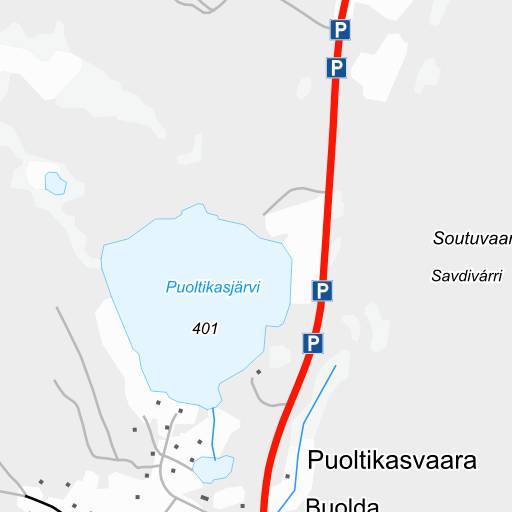 P
P
Soutuvaar
Savdivárri
Puoltikasjärvi
P
401
P
Puoltikasvaara
Buolda